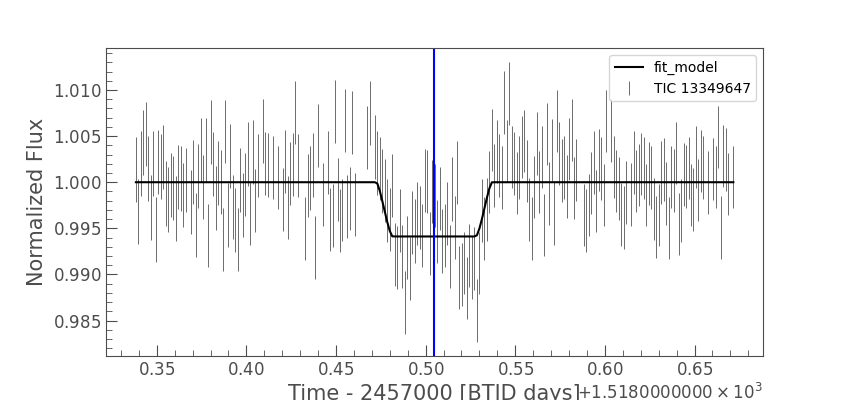 fit_model
TIC 13349647
1.010
1.005
1.000
0.995
0.990
0.985
Normalized Flux
0.35 0.40 0.45 0.50 0.55 0.60 0.65
Time - 2457000 [BTJD days]
+1.5180000000 × 10³